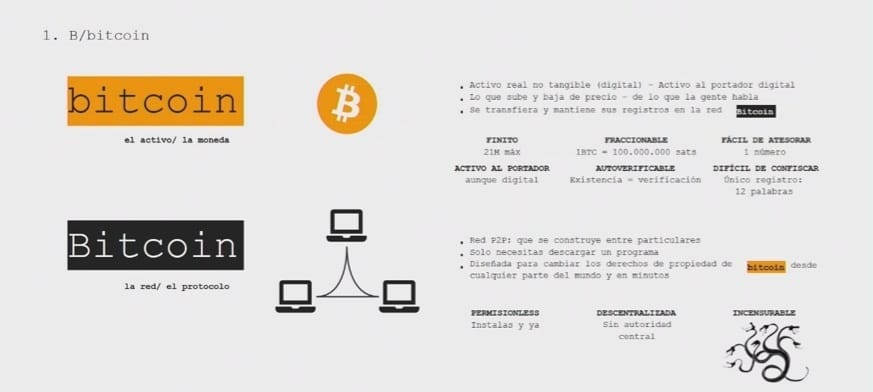 1. B/bitcoin
bitcoin
el activo/ la moneda
Activo real no tangible (digital) - Activo al portador digital
Lo que sube y baja de precio - de lo que la gente habla
Se transfiera y mantiene sus registros en la red Bitcoin
FINITO
21M máx
FRACCIONABLE
1BTC = 100.000.000 sats
FÁCIL DE ATESORAR
1 número
ACTIVO AL PORTADOR
aunque digital
AUTOVERIFICABLE
Existencia = verificación
DIFÍCIL DE CONFISCAR
Único registro:
12 palabras
Bitcoin
la red/ el protocolo
Red P2P: que se construye entre particulares
Solo necesitas descargar un programa
Diseñada para cambiar los derechos de propiedad de bitcoin desde
cualquier parte del mundo y en minutos
PERMISIONLESS
Instalas y ya
DESCENTRALIZADA
Sin autoridad
central
INCENSURABLE